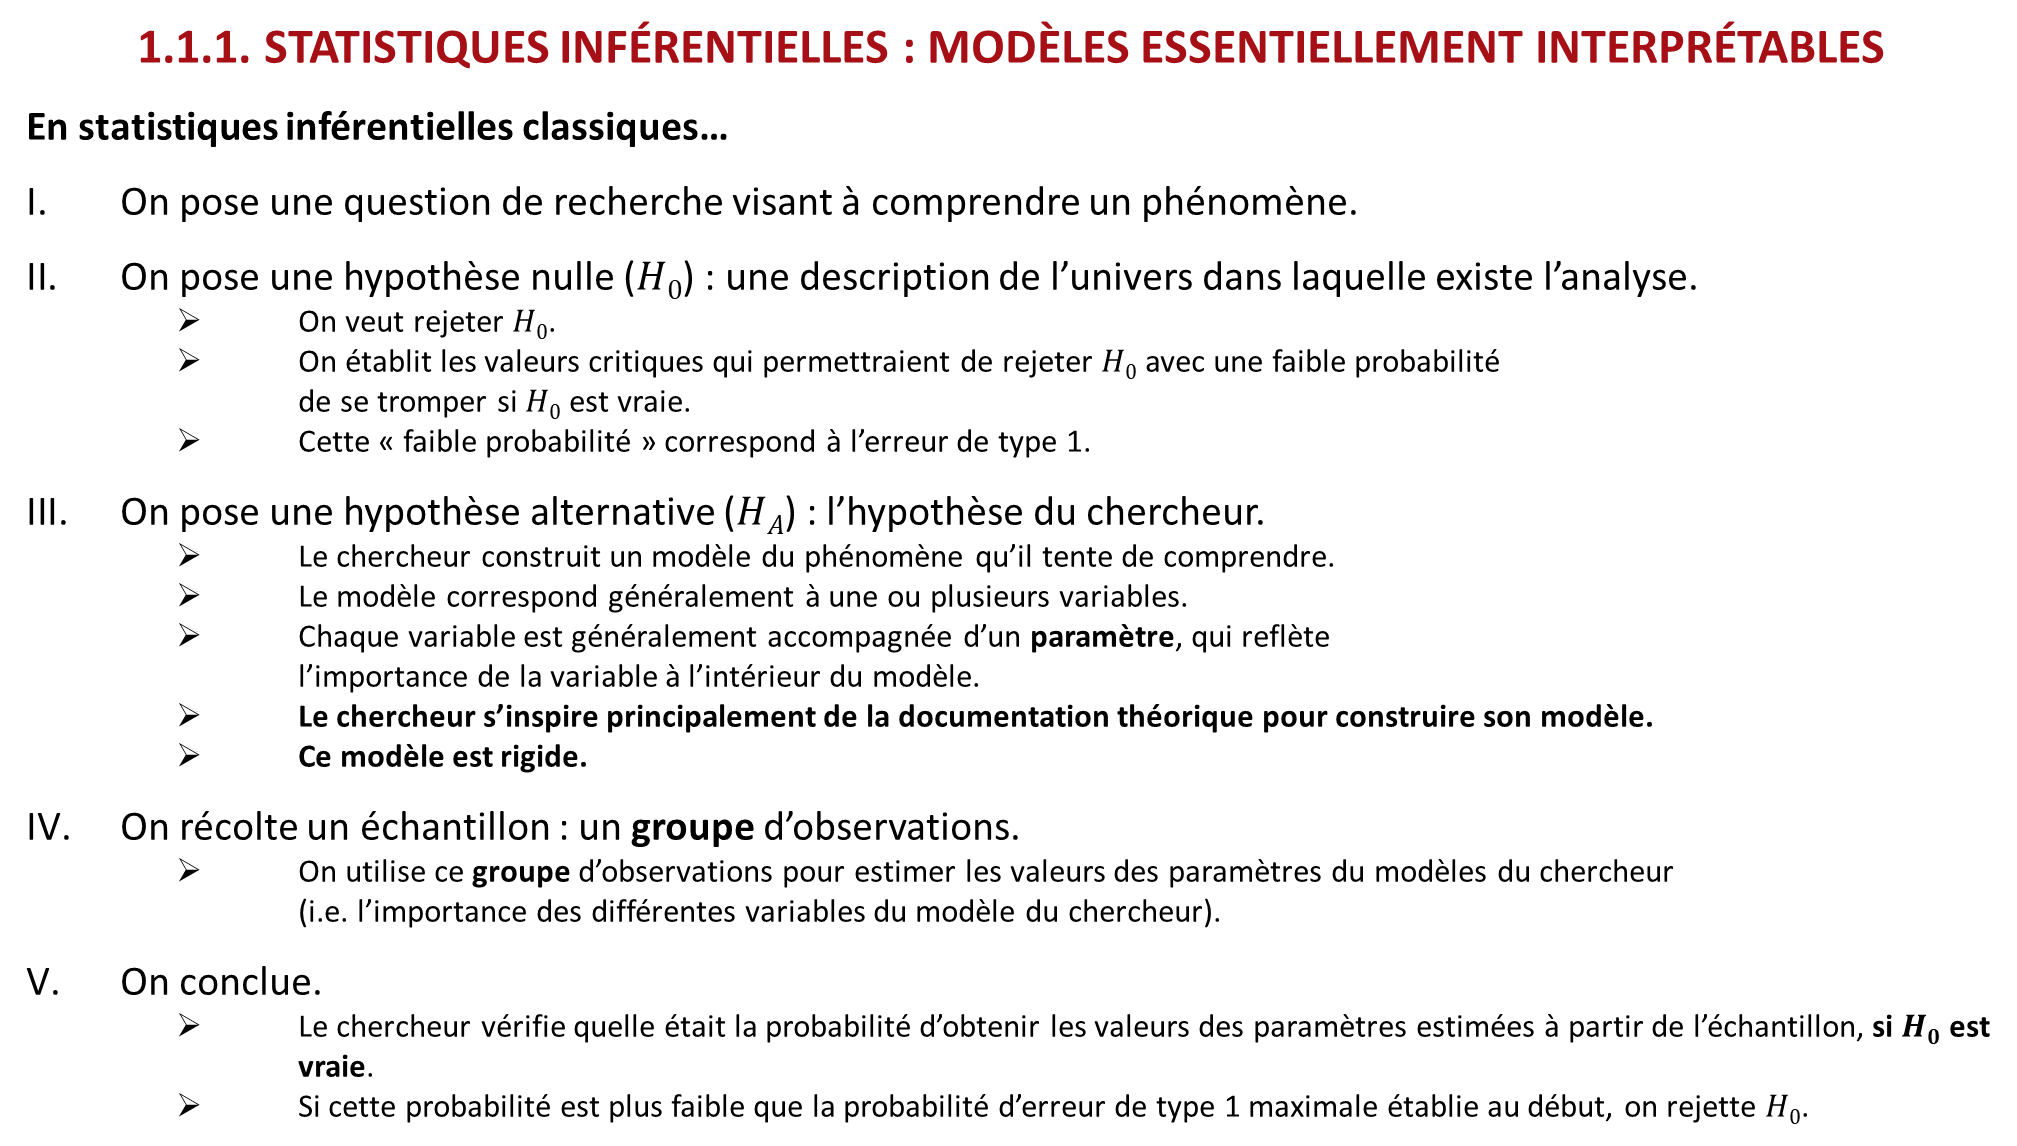 1.1.1. STATISTIQUES INFÉRENTIELLES : MODÈLES ESSENTIELLEMENT INTERPRÉTABLES
En statistiques inférentielles classiques…
I. On pose une question de recherche visant à comprendre un phénomène.
II. On pose une hypothèse nulle (H₀) : une description de l’univers dans laquelle existe l’analyse.
➢ On veut rejeter H₀.
➢ On établit les valeurs critiques qui permettraient de rejeter H₀ avec une faible probabilité
de se tromper si H₀ est vraie.
➢ Cette « faible probabilité » correspond à l’erreur de type 1.
III. On pose une hypothèse alternative (H_A) : l’hypothèse du chercheur.
➢ Le chercheur construit un modèle du phénomène qu’il tente de comprendre.
➢ Le modèle correspond généralement à une ou plusieurs variables.
➢ Chaque variable est généralement accompagnée d’un paramètre, qui reflète
l’importance de la variable à l’intérieur du modèle.
➢ Le chercheur s’inspire principalement de la documentation théorique pour construire son modèle.
➢ Ce modèle est rigide.
IV. On récolte un échantillon : un groupe d’observations.
➢ On utilise ce groupe d’observations pour estimer les valeurs des paramètres du modèles du chercheur
(i.e. l’importance des différentes variables du modèle du chercheur).
V. On conclue.
➢ Le chercheur vérifie quelle était la probabilité d’obtenir les valeurs des paramètres estimées à partir de l’échantillon, si H₀ est
vraie.
➢ Si cette probabilité est plus faible que la probabilité d’erreur de type 1 maximale établie au début, on rejette H₀.